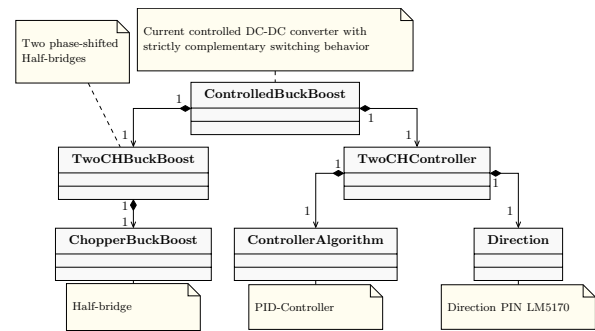 Current controlled DC-DC converter with
strictly complementary switching behavior
Two phase-shifted
Half-bridges
ControlledBuckBoost
1
1
1
1
TwoCHBuckBoost
TwoCHController
1
1
1
1
1
1
ChopperBuckBoost
ControllerAlgorithm
Direction
Half-bridge
PID-Controller
Direction PIN LM5170